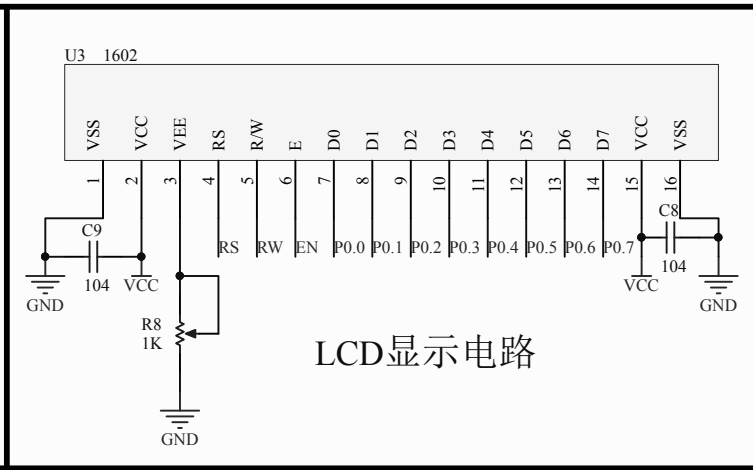 U3 1602
VSS VCC VEE RS R/W E D0 D1 D2 D3 D4 D5 D6 D7 VCC VSS
1 2 3 4 5 6 7 8 9 10 11 12 13 14 15 16
C9 C8
RS RW EN P0.0 P0.1 P0.2 P0.3 P0.4 P0.5 P0.6 P0.7
104 VCC 104
GND VCC GND
R8
1K
LCD显示电路
GND